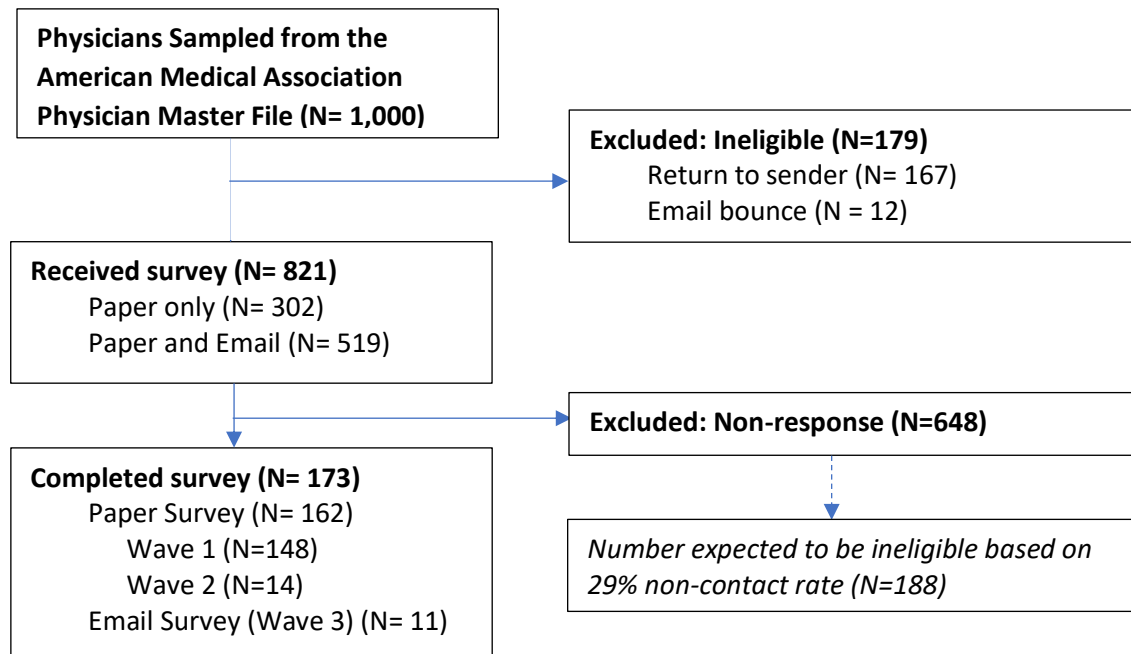 Physicians Sampled from the
American Medical Association
Physician Master File (N= 1,000)
Excluded: Ineligible (N=179)
Return to sender (N= 167)
Email bounce (N = 12)
Received survey (N= 821)
Paper only (N= 302)
Paper and Email (N= 519)
Excluded: Non-response (N=648)
Completed survey (N= 173)
Paper Survey (N= 162)
Wave 1 (N=148)
Wave 2 (N=14)
Email Survey (Wave 3) (N= 11)
Number expected to be ineligible based on
29% non-contact rate (N=188)